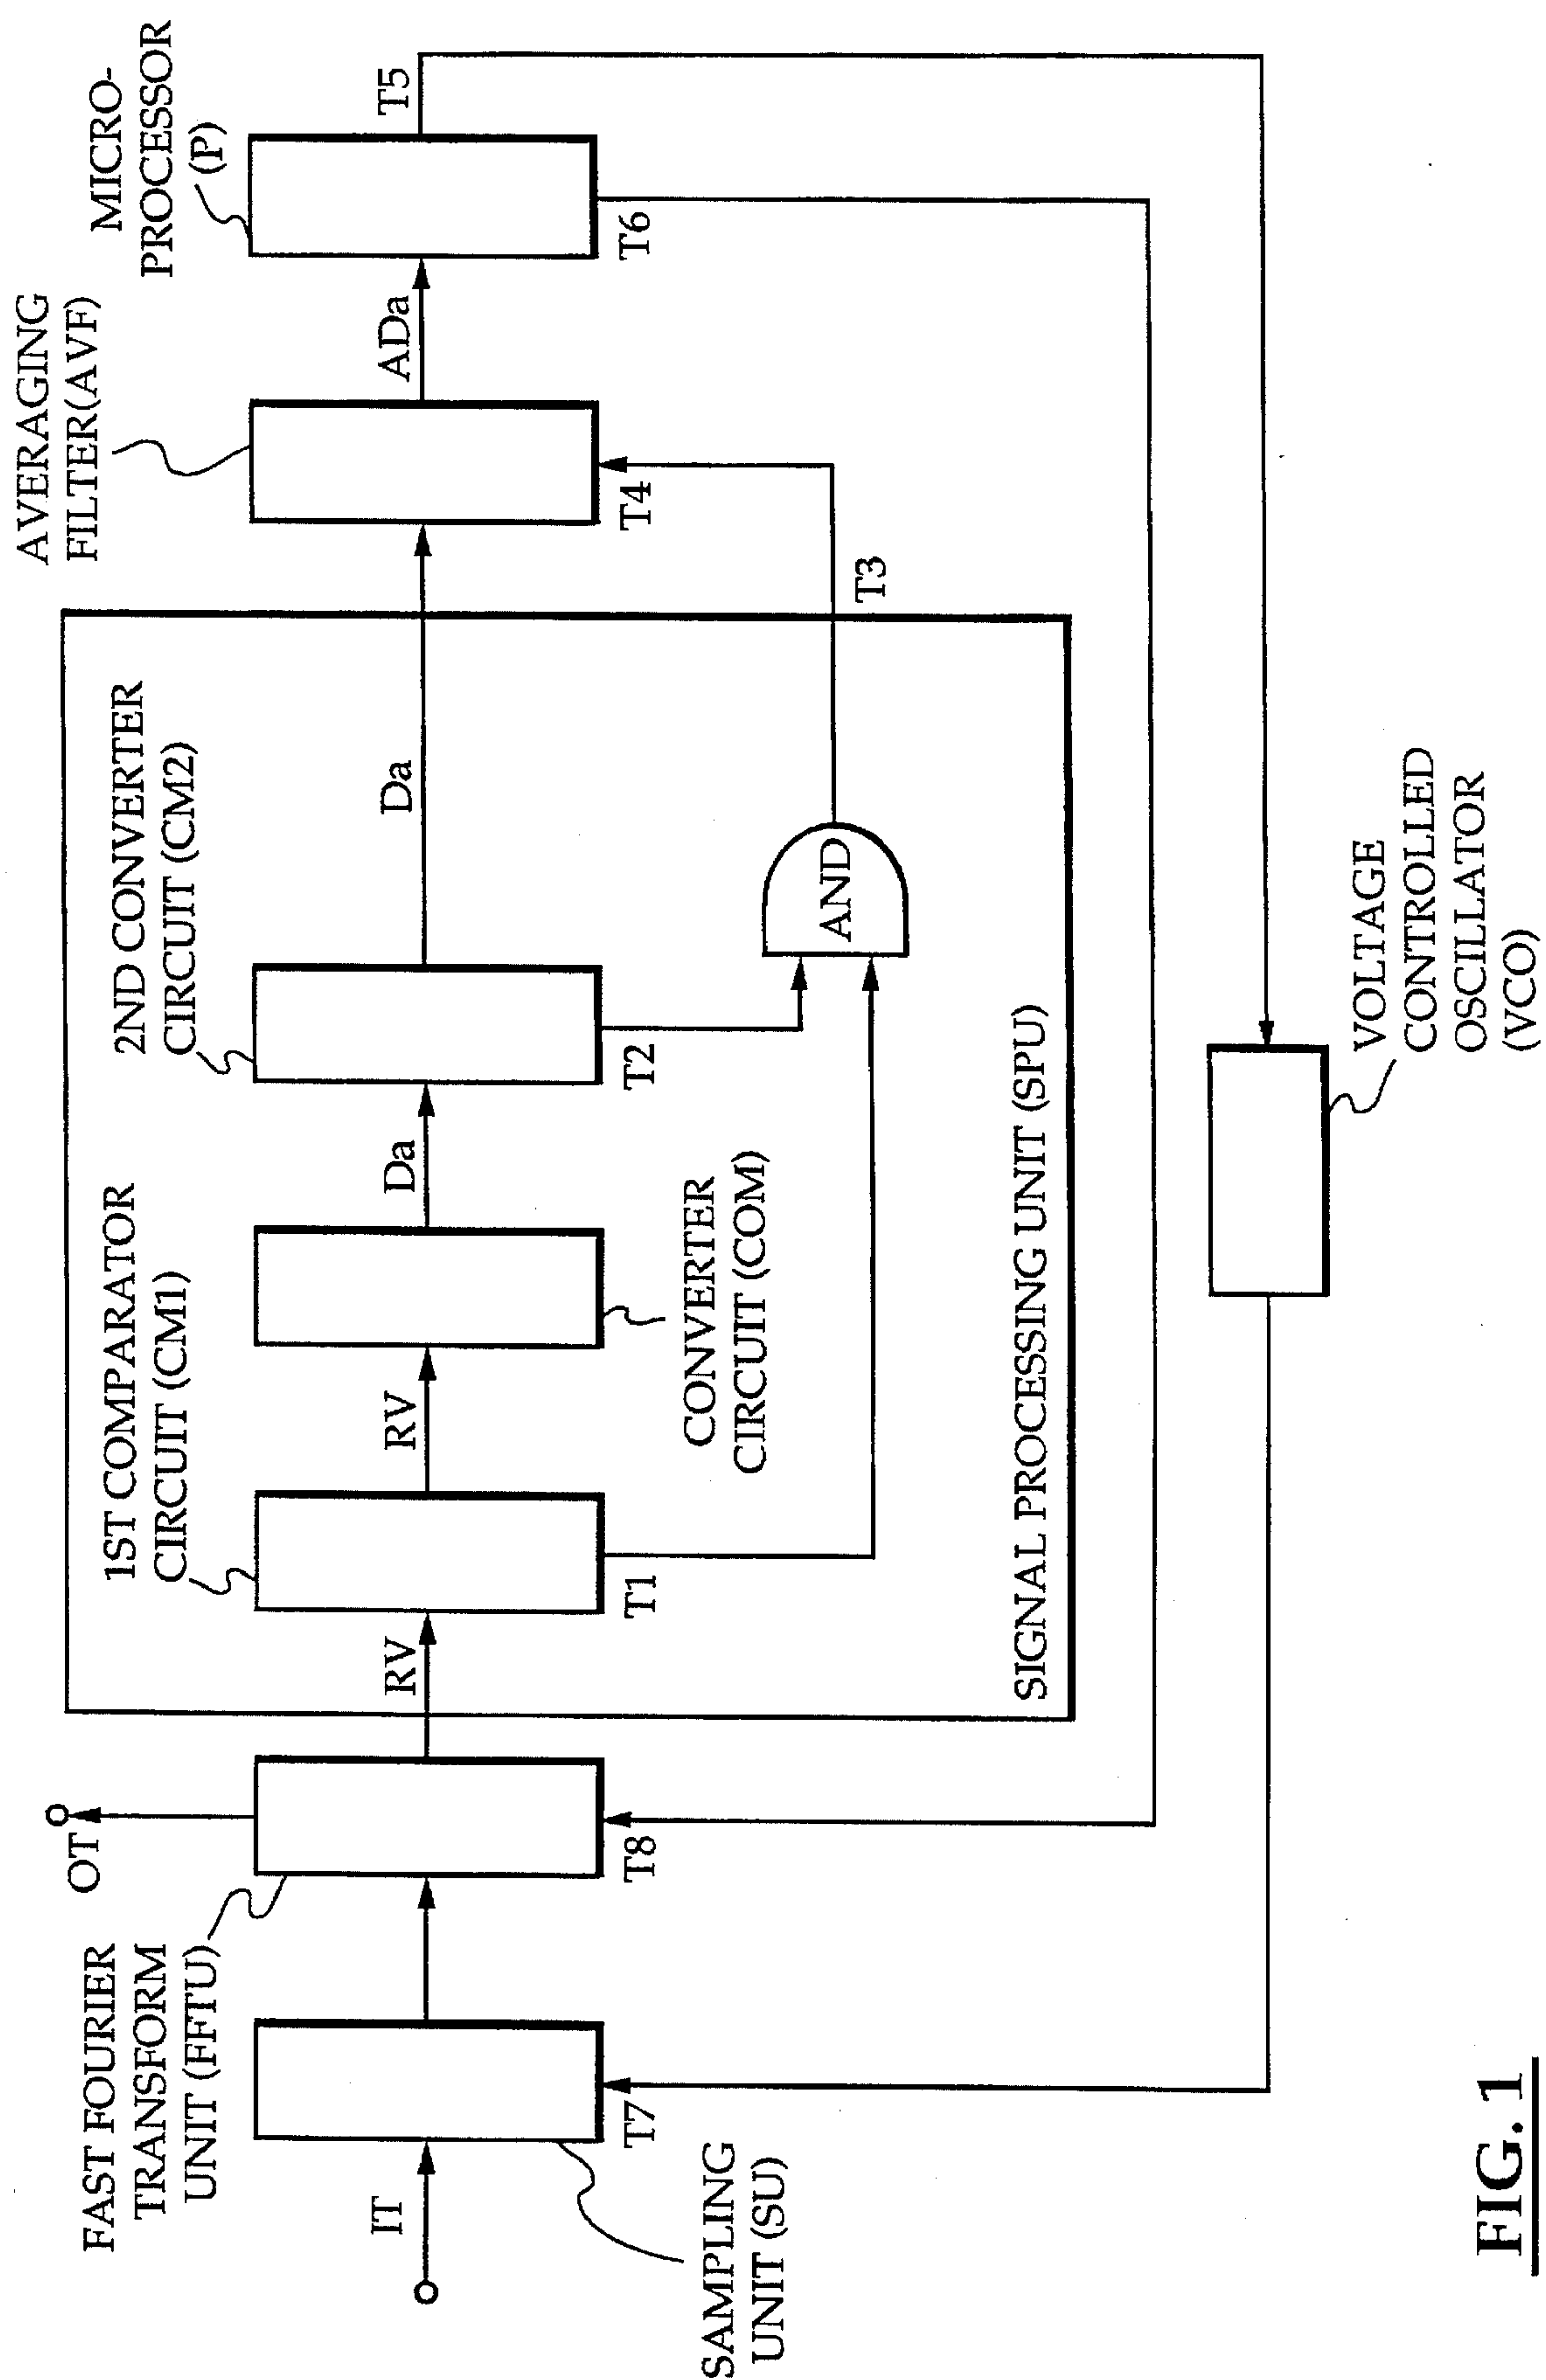 FAST FOURIER
TRANSFORM
UNIT (FFTU)
OT
IT
SAMPLING
UNIT (SU)
T7
T8
RV
1ST COMPARATOR
CIRCUIT (CM1)
T1
RV
CONVERTER
CIRCUIT (COM)
Da
2ND CONVERTER
CIRCUIT (CM2)
T2
Da
AND
SIGNAL PROCESSING UNIT (SPU)
T3
AVERAGING
FILTER(AVF)
T4
ADa
MICRO-
PROCESSOR
(P)
T5
T6
VOLTAGE
CONTROLLED
OSCILLATOR
(VCO)
FIG. 1